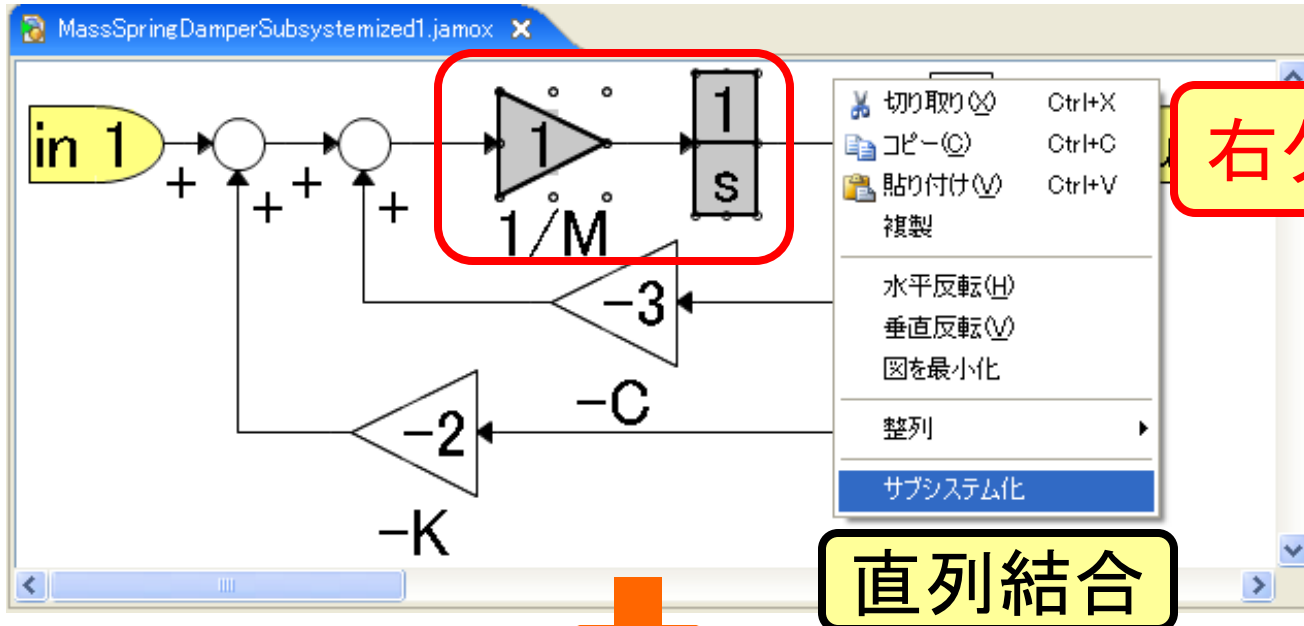 MassSpringDamperSubsystemized1.jamox
in 1
+
+
+
+
1
1/M
1
s
-3
-C
-2
-K
切り取り(X) Ctrl+X
コピー(C) Ctrl+C
貼り付け(V) Ctrl+V
複製
水平反転(H)
垂直反転(V)
図を最小化
整列
サブシステム化
右ク
直列結合